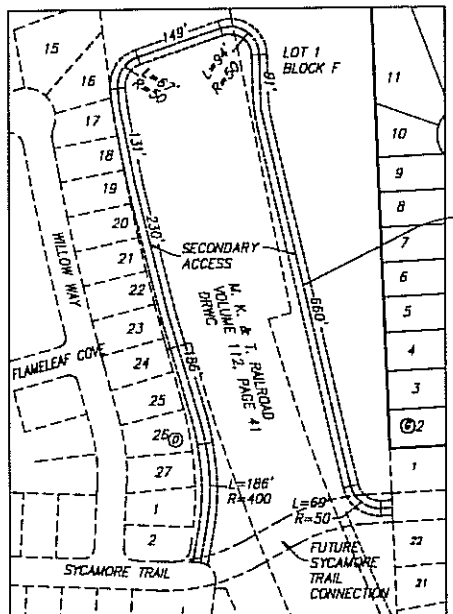 149'
15
16
L=67'
R=50
L=94'
R=50'
81'
LOT 1
BLOCK F
11
17
18
19
20
21
22
23
24
25
26 D
27
1
2
131'
230'
186'
10
9
8
7
6
5
4
3
G 2
1
22
21
WILLOW WAY
FLAMELEAF COVE
SECONDARY
ACCESS
M. K. & T. RAILROAD
VOLUME 112, PAGE 41
DRWC
660'
L=186'
R=400
L=69'
R=50'
SYCAMORE TRAIL
FUTURE
SYCAMORE
TRAIL
CONNECTION